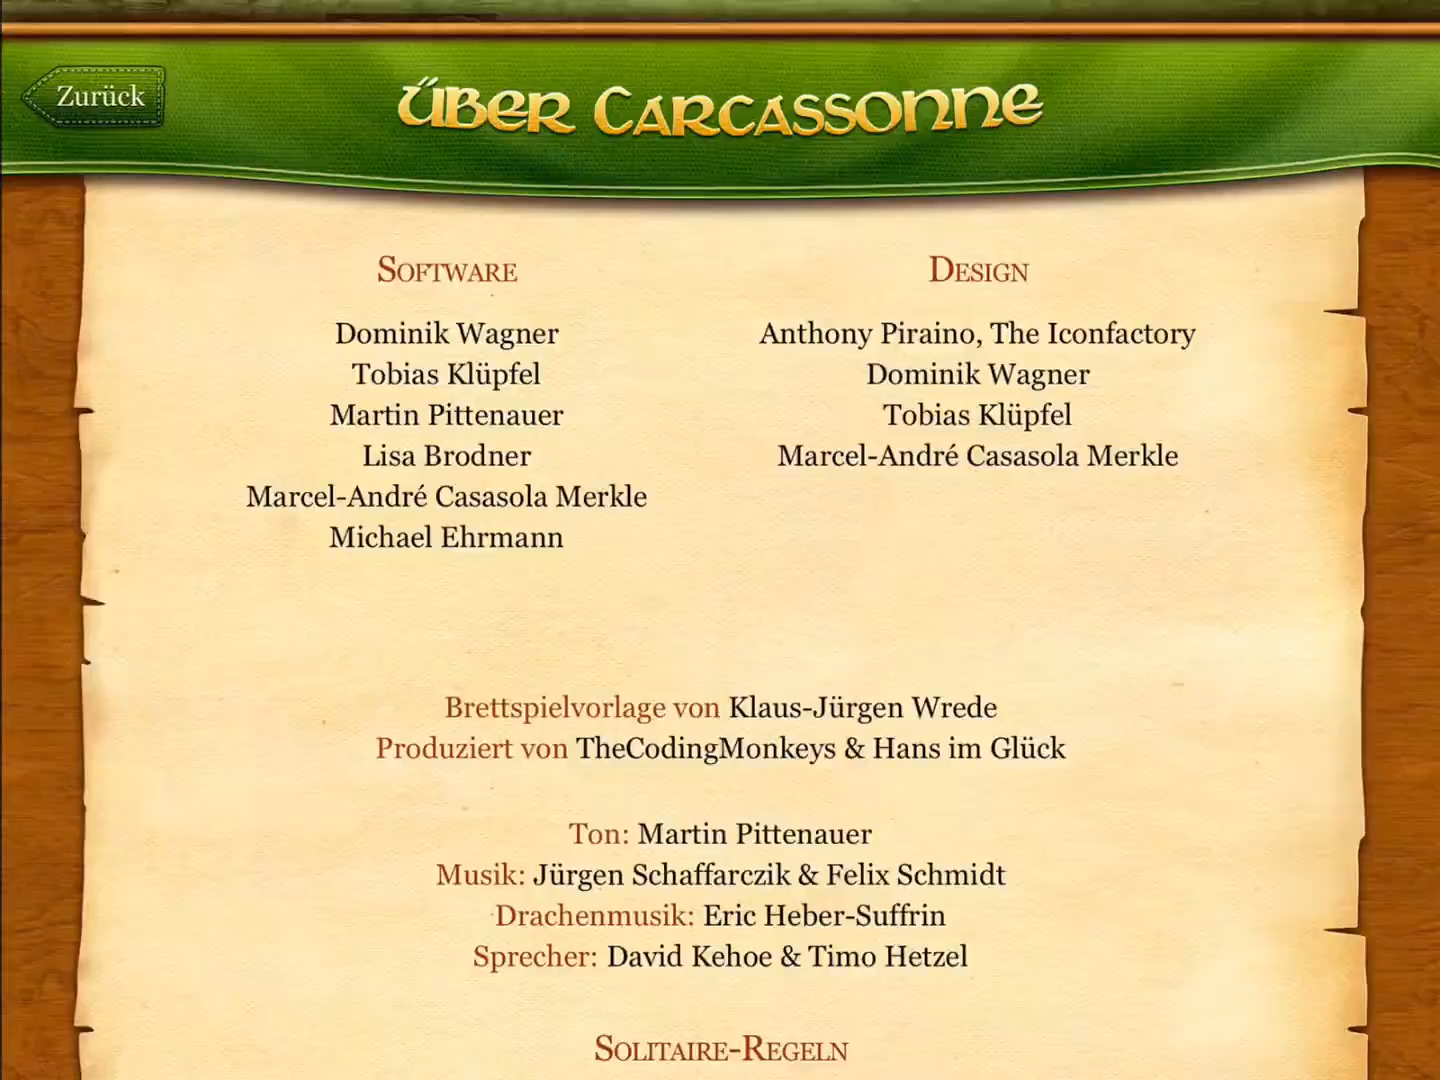 Zurück
Über Carcassonne
Software
Dominik Wagner
Tobias Klüpfel
Martin Pittenauer
Lisa Brodner
Marcel-André Casasola Merkle
Michael Ehrmann
Design
Anthony Piraino, The Iconfactory
Dominik Wagner
Tobias Klüpfel
Marcel-André Casasola Merkle
Brettspielvorlage von Klaus-Jürgen Wrede
Produziert von TheCodingMonkeys & Hans im Glück
Ton: Martin Pittenauer
Musik: Jürgen Schaffarczik & Felix Schmidt
Drachenmusik: Eric Heber-Suffrin
Sprecher: David Kehoe & Timo Hetzel
Solitaire-Regeln